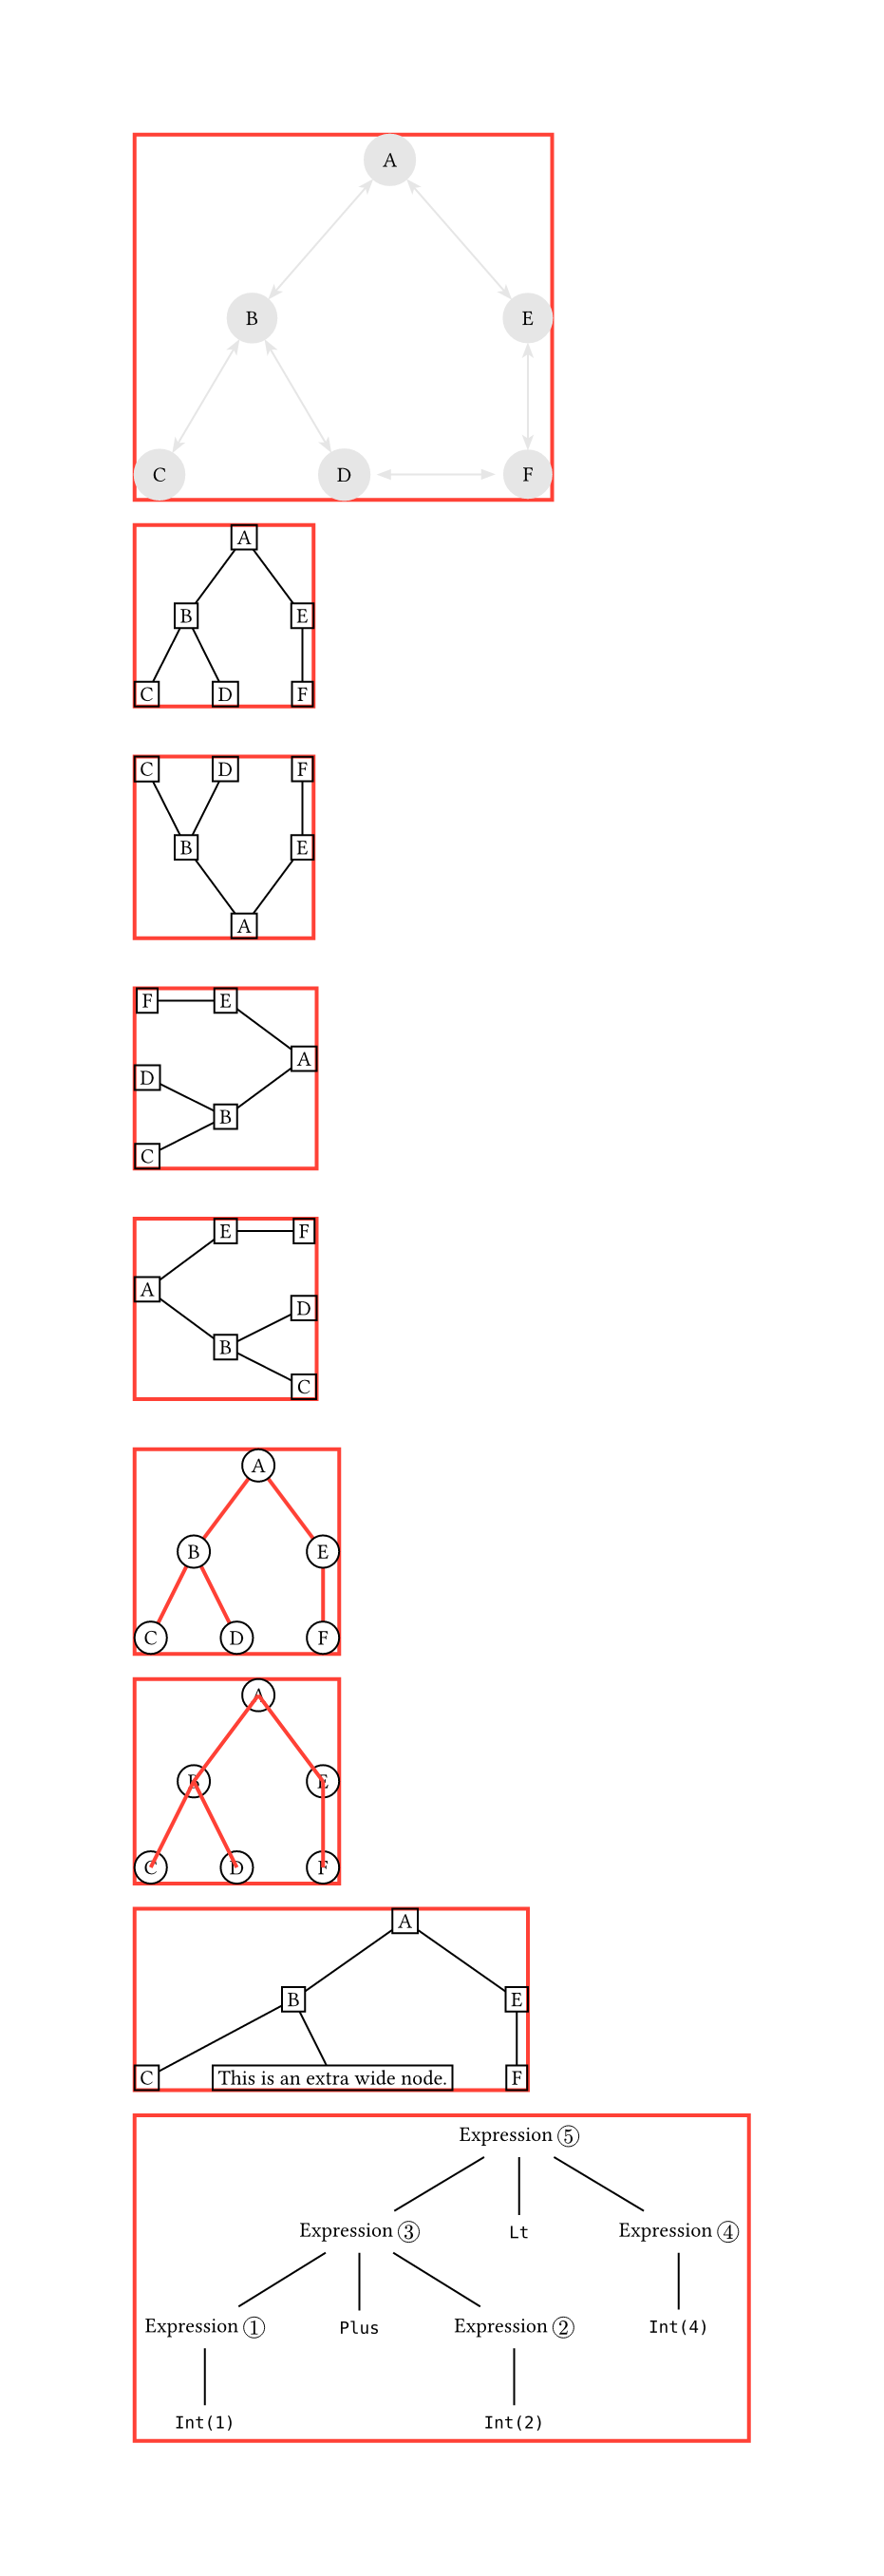 A
B E
C D F
A
B E
C D F
C D F
B E
A
F E
A
D
B
C
E F
A
D
B
C
A
B E
C D F
A
B E
C D F
A
B E
C This is an extra wide node. F
Expression ⑤
Expression ③ Lt Expression ④
Expression ① Plus Expression ② Int(4)
Int(1) Int(2)